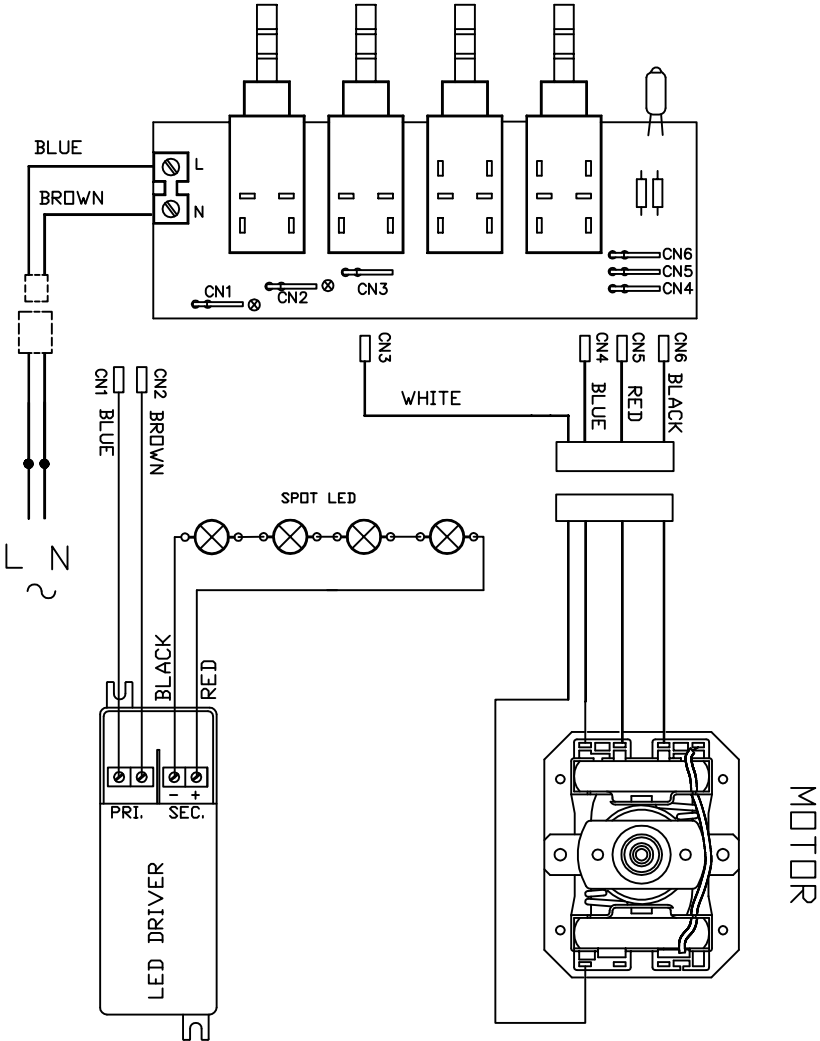 BLUE
L
BROWN
N
CN6
CN5
CN4
CN3
CN2
CN1
CN3
CN4
CN5
CN6
WHITE
BLUE
RED
BLACK
CN1
CN2
BLUE
BROWN
SPOT LED
L N
~
BLACK
RED
- +
PRI. SEC.
LED DRIVER
MOTOR